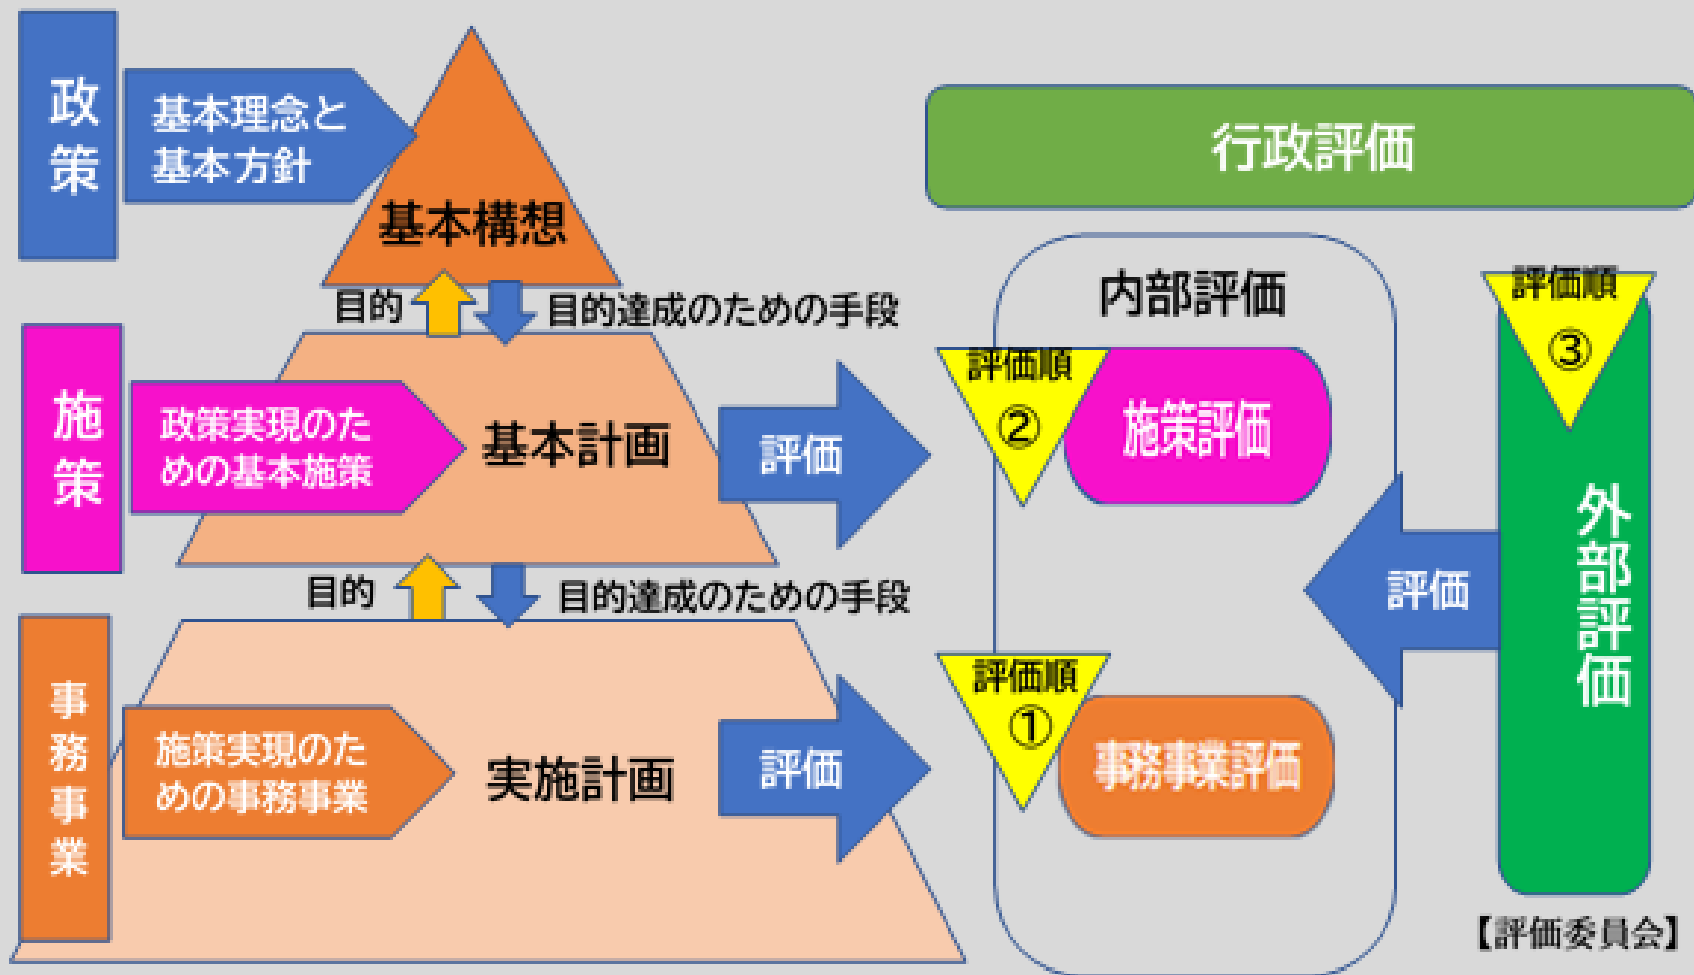 政策
基本理念と
基本方針
基本構想
行政評価
目的
目的達成のための手段
内部評価
評価順
③
施策
政策実現のた
めの基本施策
基本計画
評価
評価順
②
施策評価
外部評価
評価
目的
目的達成のための手段
事務事業
施策実現のた
めの事務事業
実施計画
評価
評価順
①
事務事業評価
【評価委員会】